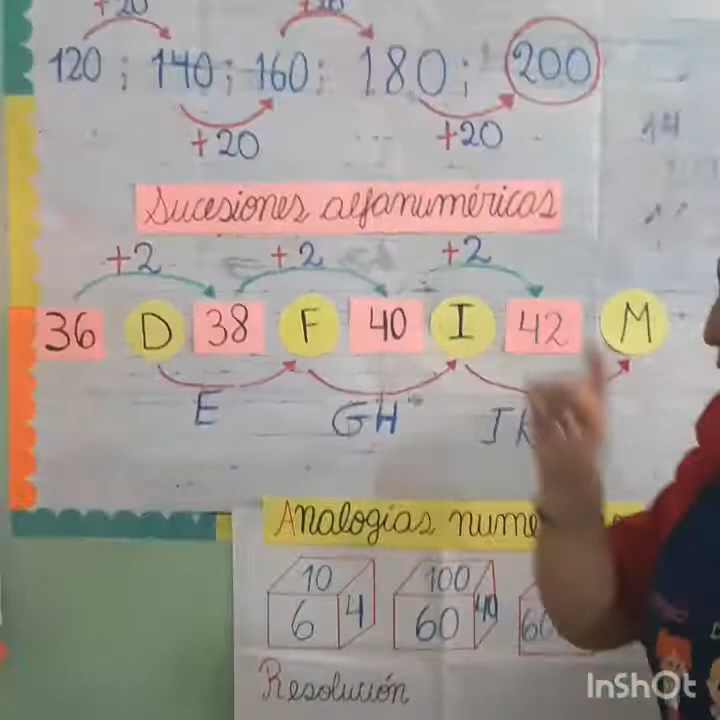 +20 +20
120 ; 140 ; 160 ; 180 ; 200
+20 +20
Sucesiones alfanuméricas
+2 +2 +2
36 D 38 F 40 I 42 M
E GH
Analogías
10 100
6 4 60 40
Resolución
InShOt